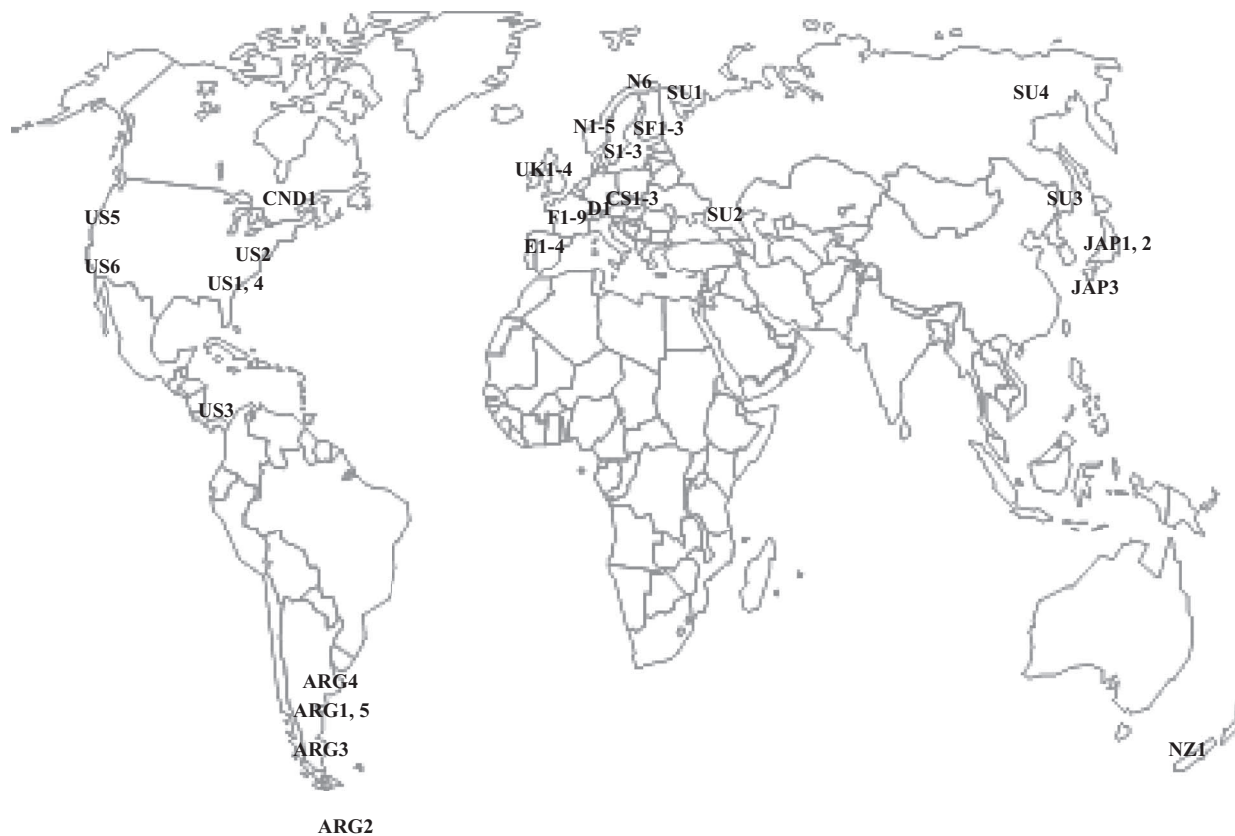 N6
SU1
SU4
N1-5
SF1-3
S1-3
UK1-4
CND1
CS1-3
SU3
D1
US5
F1-9
SU2
E1-4
JAP1, 2
US2
US6
US1, 4
JAP3
US3
ARG4
ARG1, 5
ARG3
NZ1
ARG2